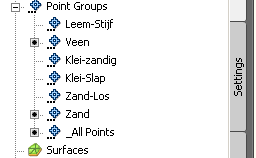 Point Groups
Leem-Stijf
Veen
Klei-zandig
Klei-Slap
Zand-Los
Zand
_All Points
Surfaces
Settings